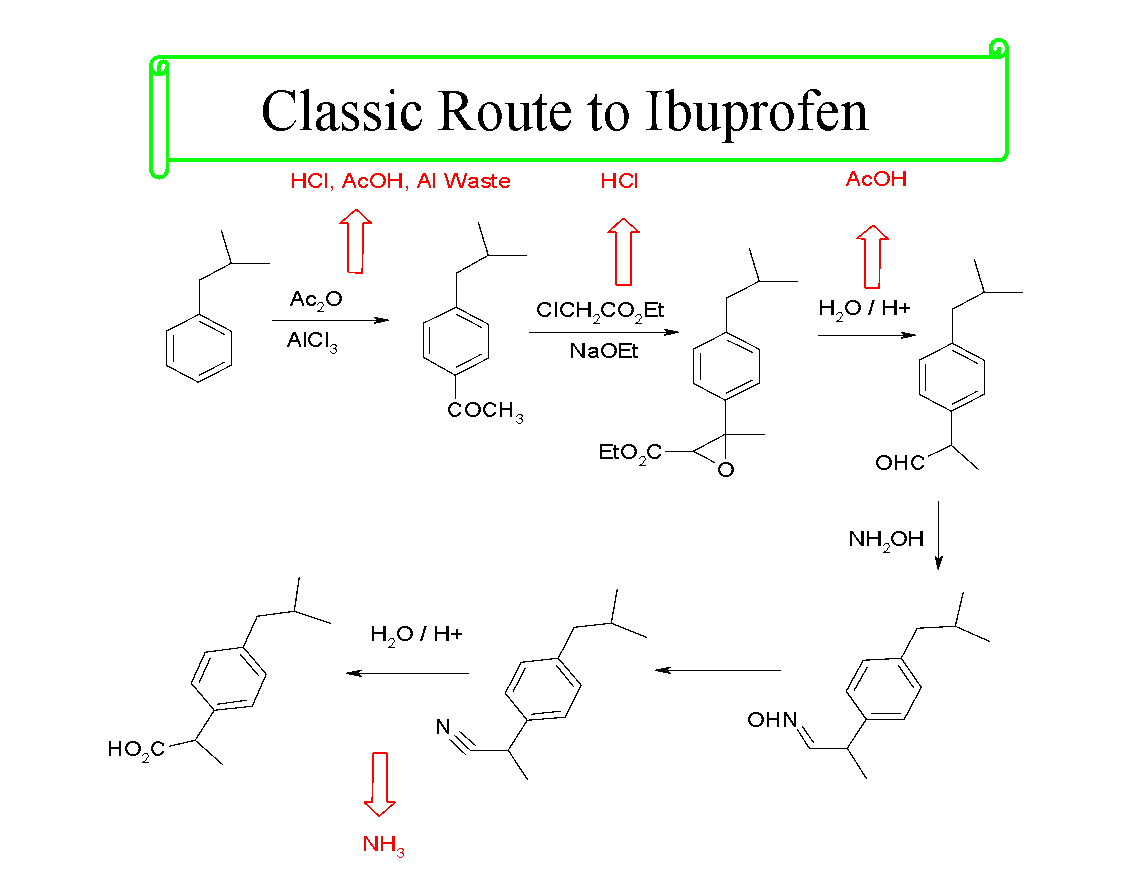 Classic Route to Ibuprofen
HCl, AcOH, Al Waste
HCl
AcOH
Ac2O
AlCl3
COCH3
ClCH2CO2Et
NaOEt
EtO2C
O
H2O / H+
OHC
NH2OH
OHN
N
H2O / H+
HO2C
NH3